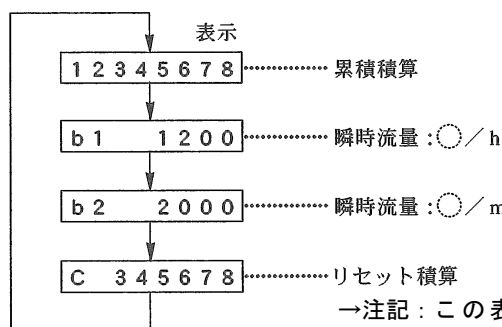 表示
12345678 ………… 累積積算
b1 1200 ………… 瞬時流量:◌/h
b2 2000 ………… 瞬時流量:◌/m
C 345678 ………… リセット積算
→注記:この表